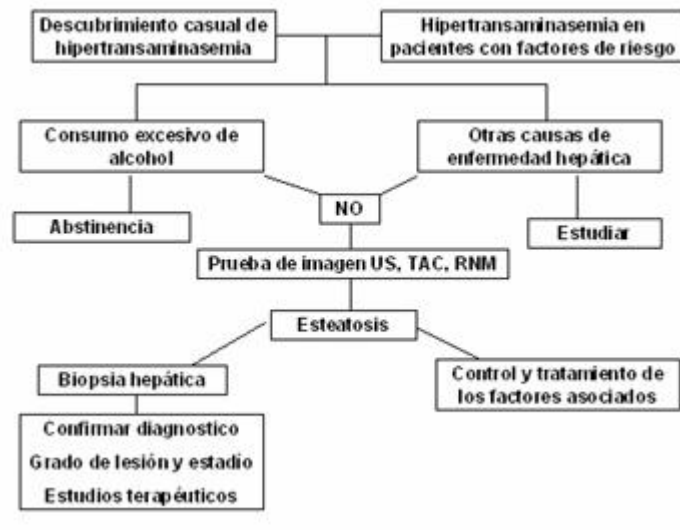 Descubrimiento casual de
hipertransaminasemia
Hipertransaminasemia en
pacientes con factores de riesgo
Consumo excesivo de
alcohol
Otras causas de
enfermedad hepática
NO
Abstinencia
Estudiar
Prueba de imagen US, TAC, RNM
Esteatosis
Biopsia hepática
Control y tratamiento de
los factores asociados
Confirmar diagnostico
Grado de lesión y estadío
Estudios terapéuticos